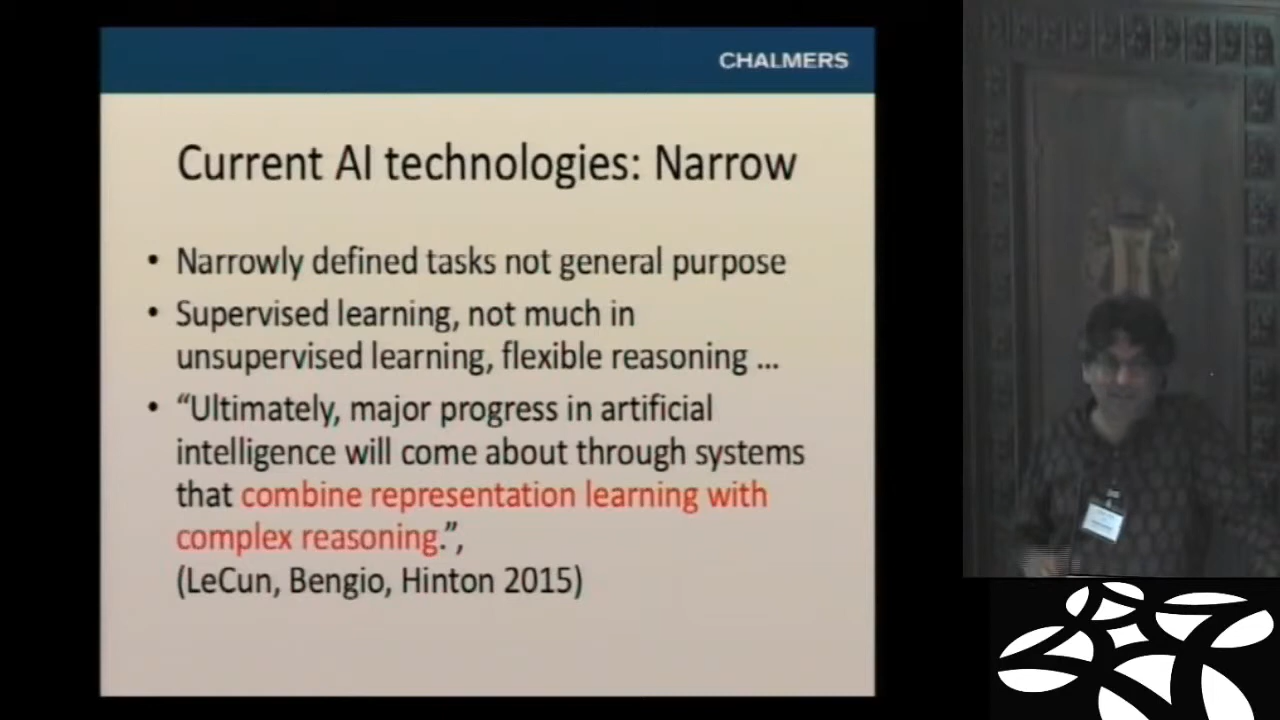 CHALMERS
Current AI technologies: Narrow
• Narrowly defined tasks not general purpose
• Supervised learning, not much in
unsupervised learning, flexible reasoning ...
• “Ultimately, major progress in artificial
intelligence will come about through systems
that combine representation learning with
complex reasoning.”,
(LeCun, Bengio, Hinton 2015)